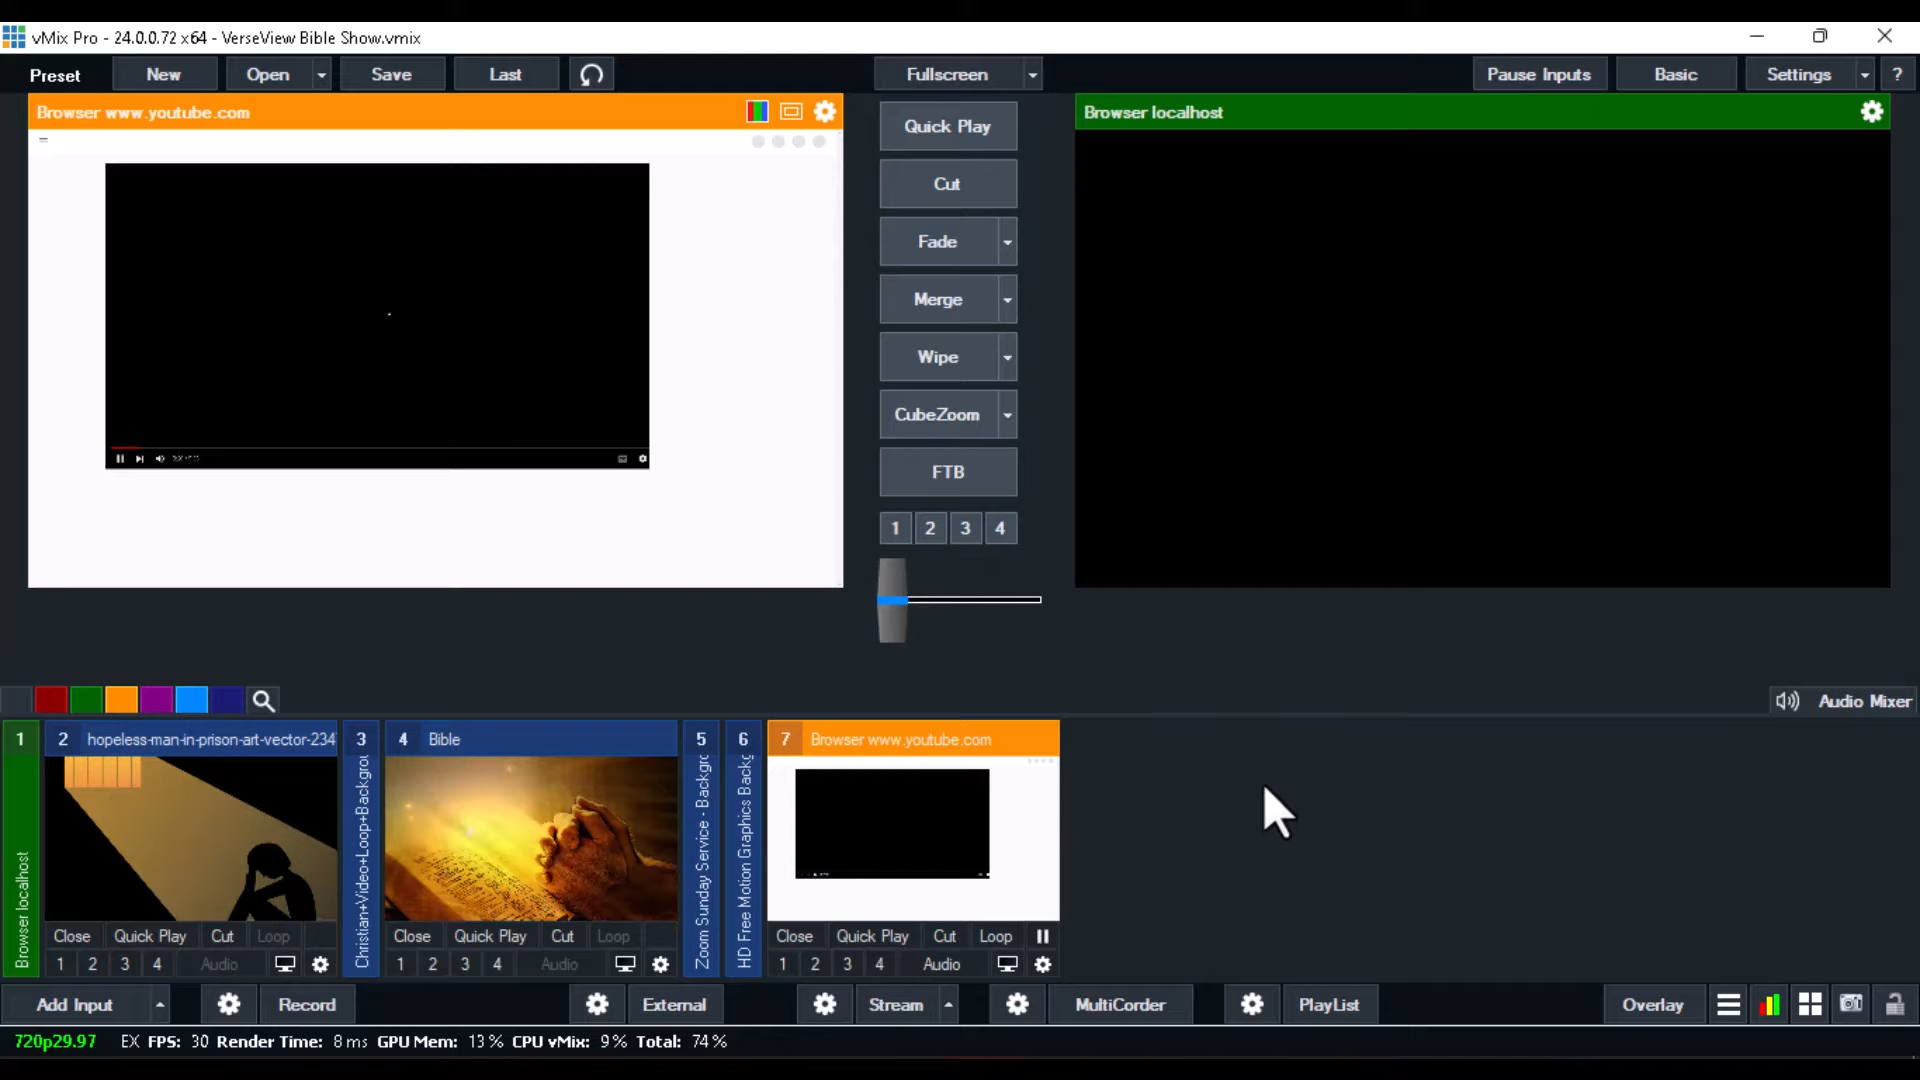 vMix Pro - 24.0.0.72 x64 - VerseView Bible Show.vmix
Preset New Open Save Last Fullscreen Pause Inputs Basic Settings ?
Browser www.youtube.com
Browser localhost
Quick Play
Cut
Fade
Merge
Wipe
CubeZoom
FTB
1 2 3 4
Audio Mixer
1 Browser localhost
2 hopeless-man-in-prison-art-vector-234
Close Quick Play Cut Loop
1 2 3 4 Audio
3 Christian+Video+Loop+Backgrou
4 Bible
Close Quick Play Cut Loop
1 2 3 4 Audio
5 Zoom Sunday Service - Backgrc
6 HD Free Motion Graphics Backg
7 Browser www.youtube.com
Close Quick Play Cut Loop
1 2 3 4 Audio
Add Input Record External Stream MultiCorder PlayList Overlay
720p29.97 EX FPS: 30 Render Time: 8 ms GPU Mem: 13 % CPU vMix: 9 % Total: 74 %